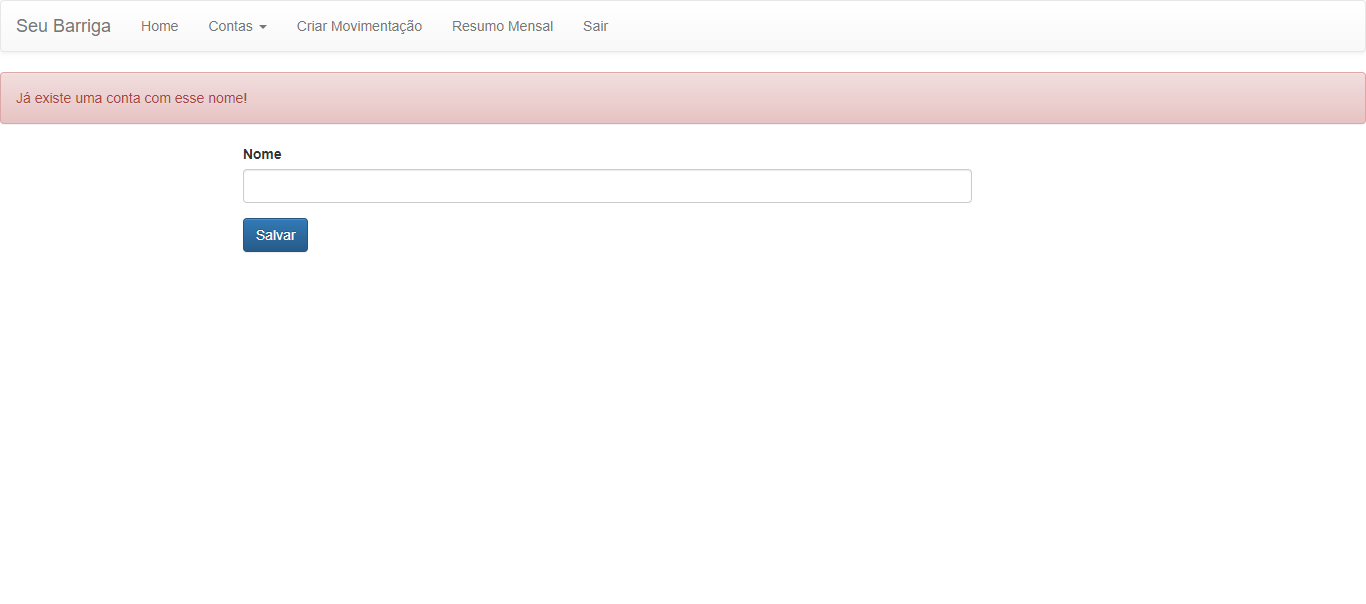 Seu Barriga Home Contas Criar Movimentação Resumo Mensal Sair
Já existe uma conta com esse nome!
Nome
Salvar